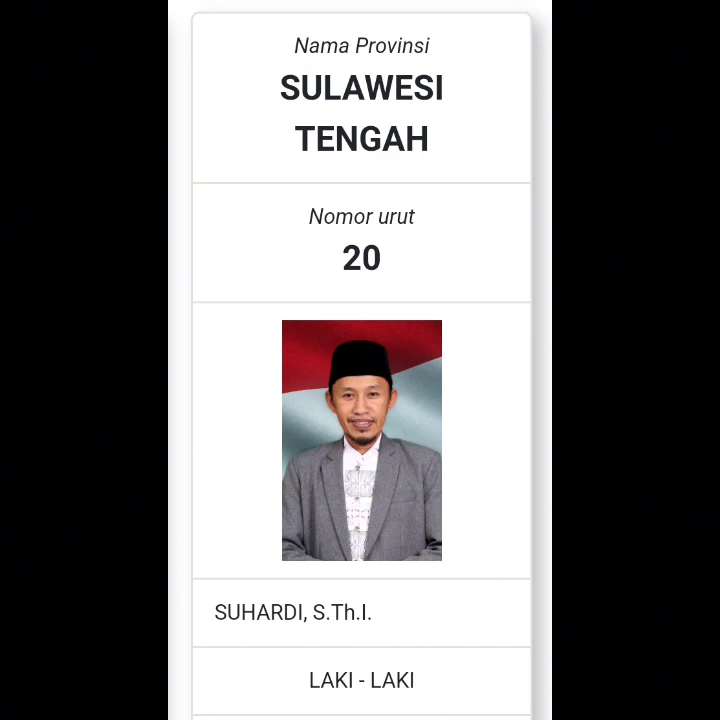 Nama Provinsi
SULAWESI
TENGAH
Nomor urut
20
SUHARDI, S.Th.I.
LAKI - LAKI